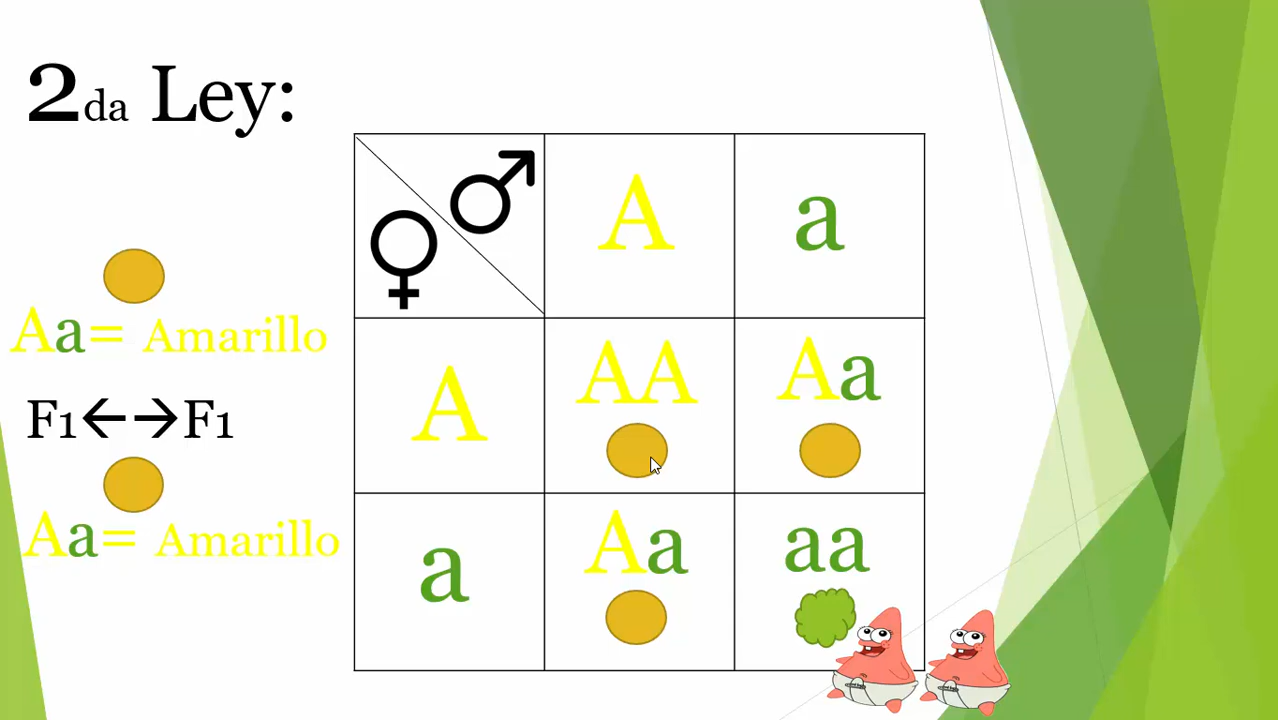 2da Ley:
A a
Aa= Amarillo
F1←→F1
Aa= Amarillo
A AA Aa
a Aa aa